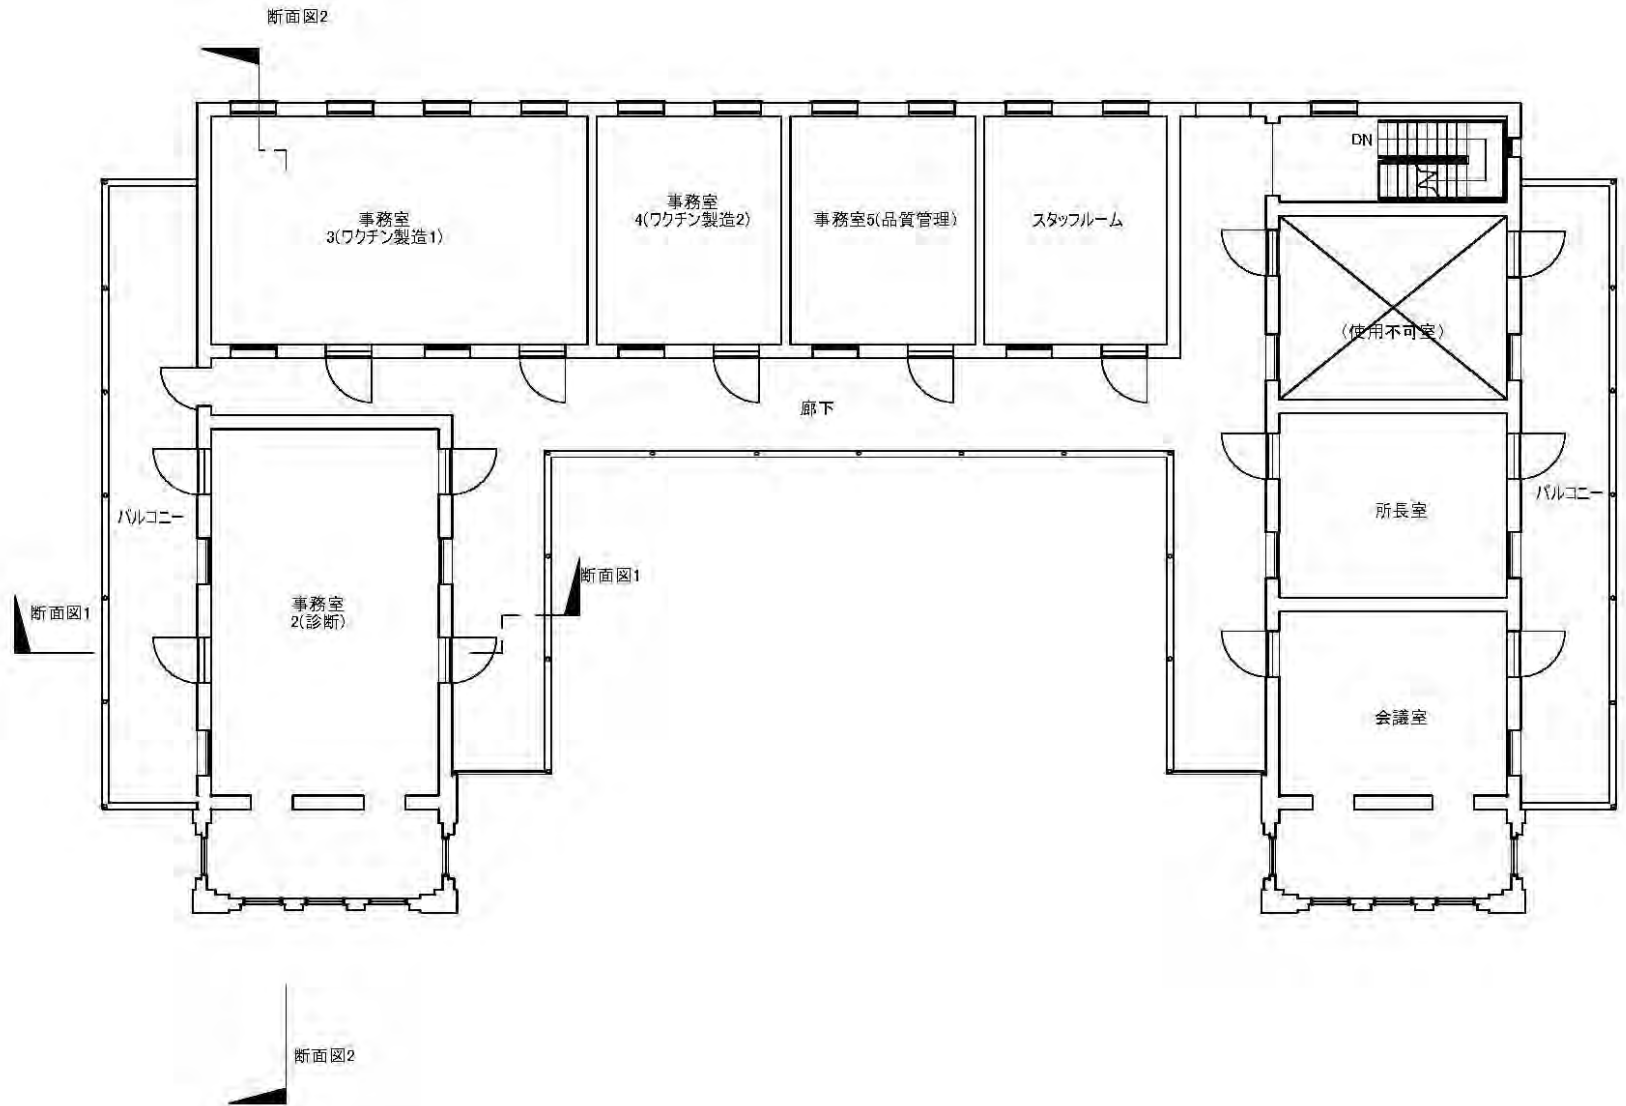 断面図2
DN
事務室
3(ワクチン製造1)
事務室
4(ワクチン製造2)
事務室5(品質管理)
スタッフルーム
(使用不可室)
廊下
バルコニー
所長室
バルコニー
断面図1
断面図1
事務室
2(診断)
会議室
断面図2